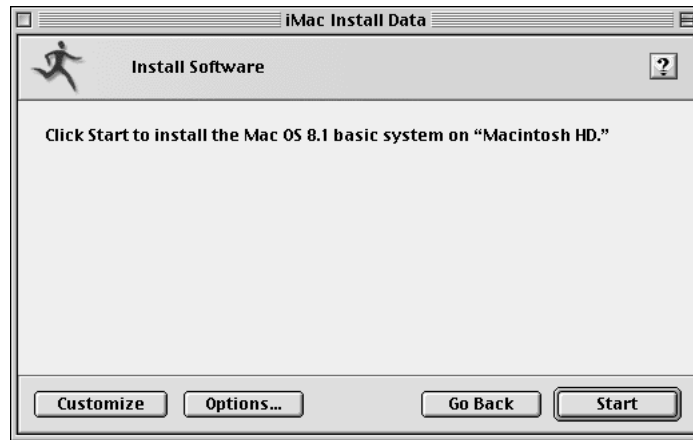 iMac Install Data
Install Software
?
Click Start to install the Mac OS 8.1 basic system on “Macintosh HD.”
Customize Options... Go Back Start